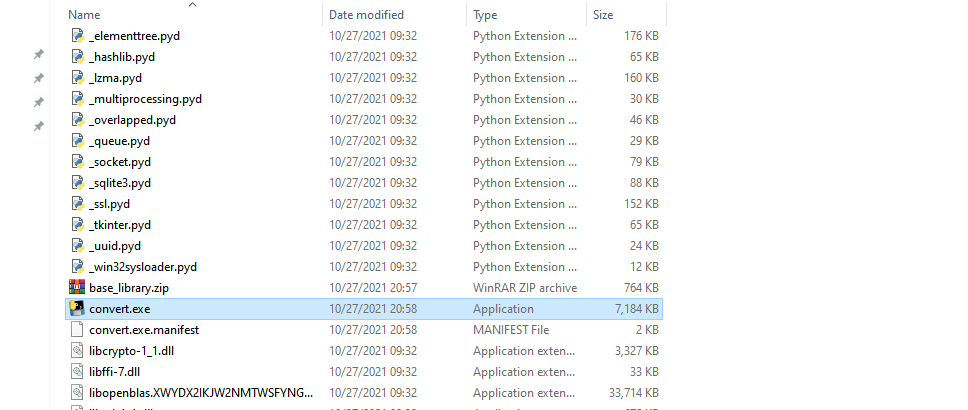 Name Date modified Type Size
_elementtree.pyd 10/27/2021 09:32 Python Extension ... 176 KB
_hashlib.pyd 10/27/2021 09:32 Python Extension ... 65 KB
_lzma.pyd 10/27/2021 09:32 Python Extension ... 160 KB
_multiprocessing.pyd 10/27/2021 09:32 Python Extension ... 30 KB
_overlapped.pyd 10/27/2021 09:32 Python Extension ... 46 KB
_queue.pyd 10/27/2021 09:32 Python Extension ... 29 KB
_socket.pyd 10/27/2021 09:32 Python Extension ... 79 KB
_sqlite3.pyd 10/27/2021 09:32 Python Extension ... 88 KB
_ssl.pyd 10/27/2021 09:32 Python Extension ... 152 KB
_tkinter.pyd 10/27/2021 09:32 Python Extension ... 65 KB
_uuid.pyd 10/27/2021 09:32 Python Extension ... 24 KB
_win32sysloader.pyd 10/27/2021 09:32 Python Extension ... 12 KB
base_library.zip 10/27/2021 20:57 WinRAR ZIP archive 764 KB
convert.exe 10/27/2021 20:58 Application 7,184 KB
convert.exe.manifest 10/27/2021 20:58 MANIFEST File 2 KB
libcrypto-1_1.dll 10/27/2021 09:32 Application exten... 3,327 KB
libffi-7.dll 10/27/2021 09:32 Application exten... 33 KB
libopenblas.XWYDX2IKJW2NMTWSFYNG... 10/27/2021 09:32 Application exten... 33,714 KB